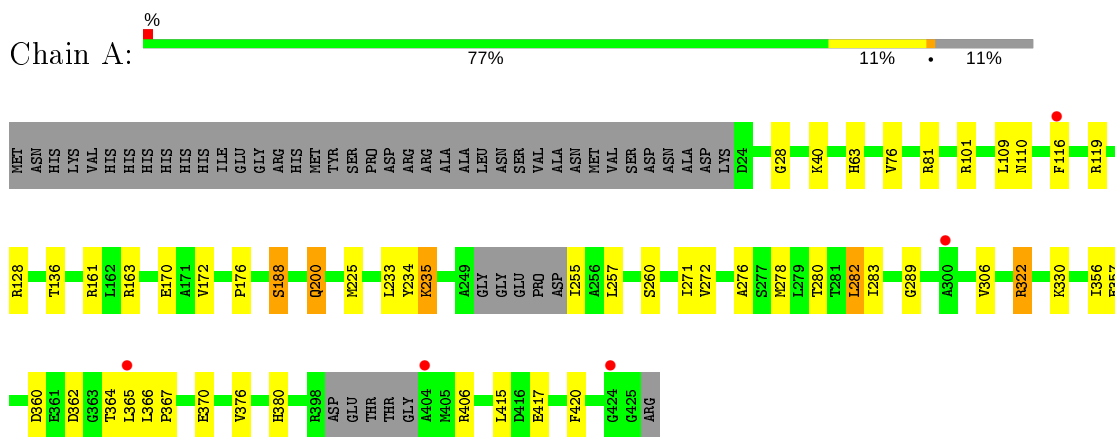 %
Chain A:
77% 11% • 11%
MET ASN HIS LYS VAL HIS HIS HIS HIS HIS HIS ILE GLU GLY ARG HIS MET TYR SER PRO ASP ARG ARG ALA ALA LEU ASN SER VAL ALA ASN MET VAL SER ASP ASN ALA ASP LYS D24 G28 K40 H63 V76 R81 R101 L109 N110 F116 R119
R128 T136 R161 L162 R163 E170 A171 V172 P176 S188 Q200 M225 L233 Y234 K235 A249 GLY GLY GLU PRO ASP I255 A256 L257 S260 I271 V272 A276 S277 M278 L279 T280 T281 L282 I283 G289 A300 V306 R322 K330 I356
D360 E361 D362 G363 T364 L365 L366 P367 E370 V376 H380 R398 ASP GLU THR THR GLY A404 M405 R406 L415 D416 E417 F420 G424 G425 ARG